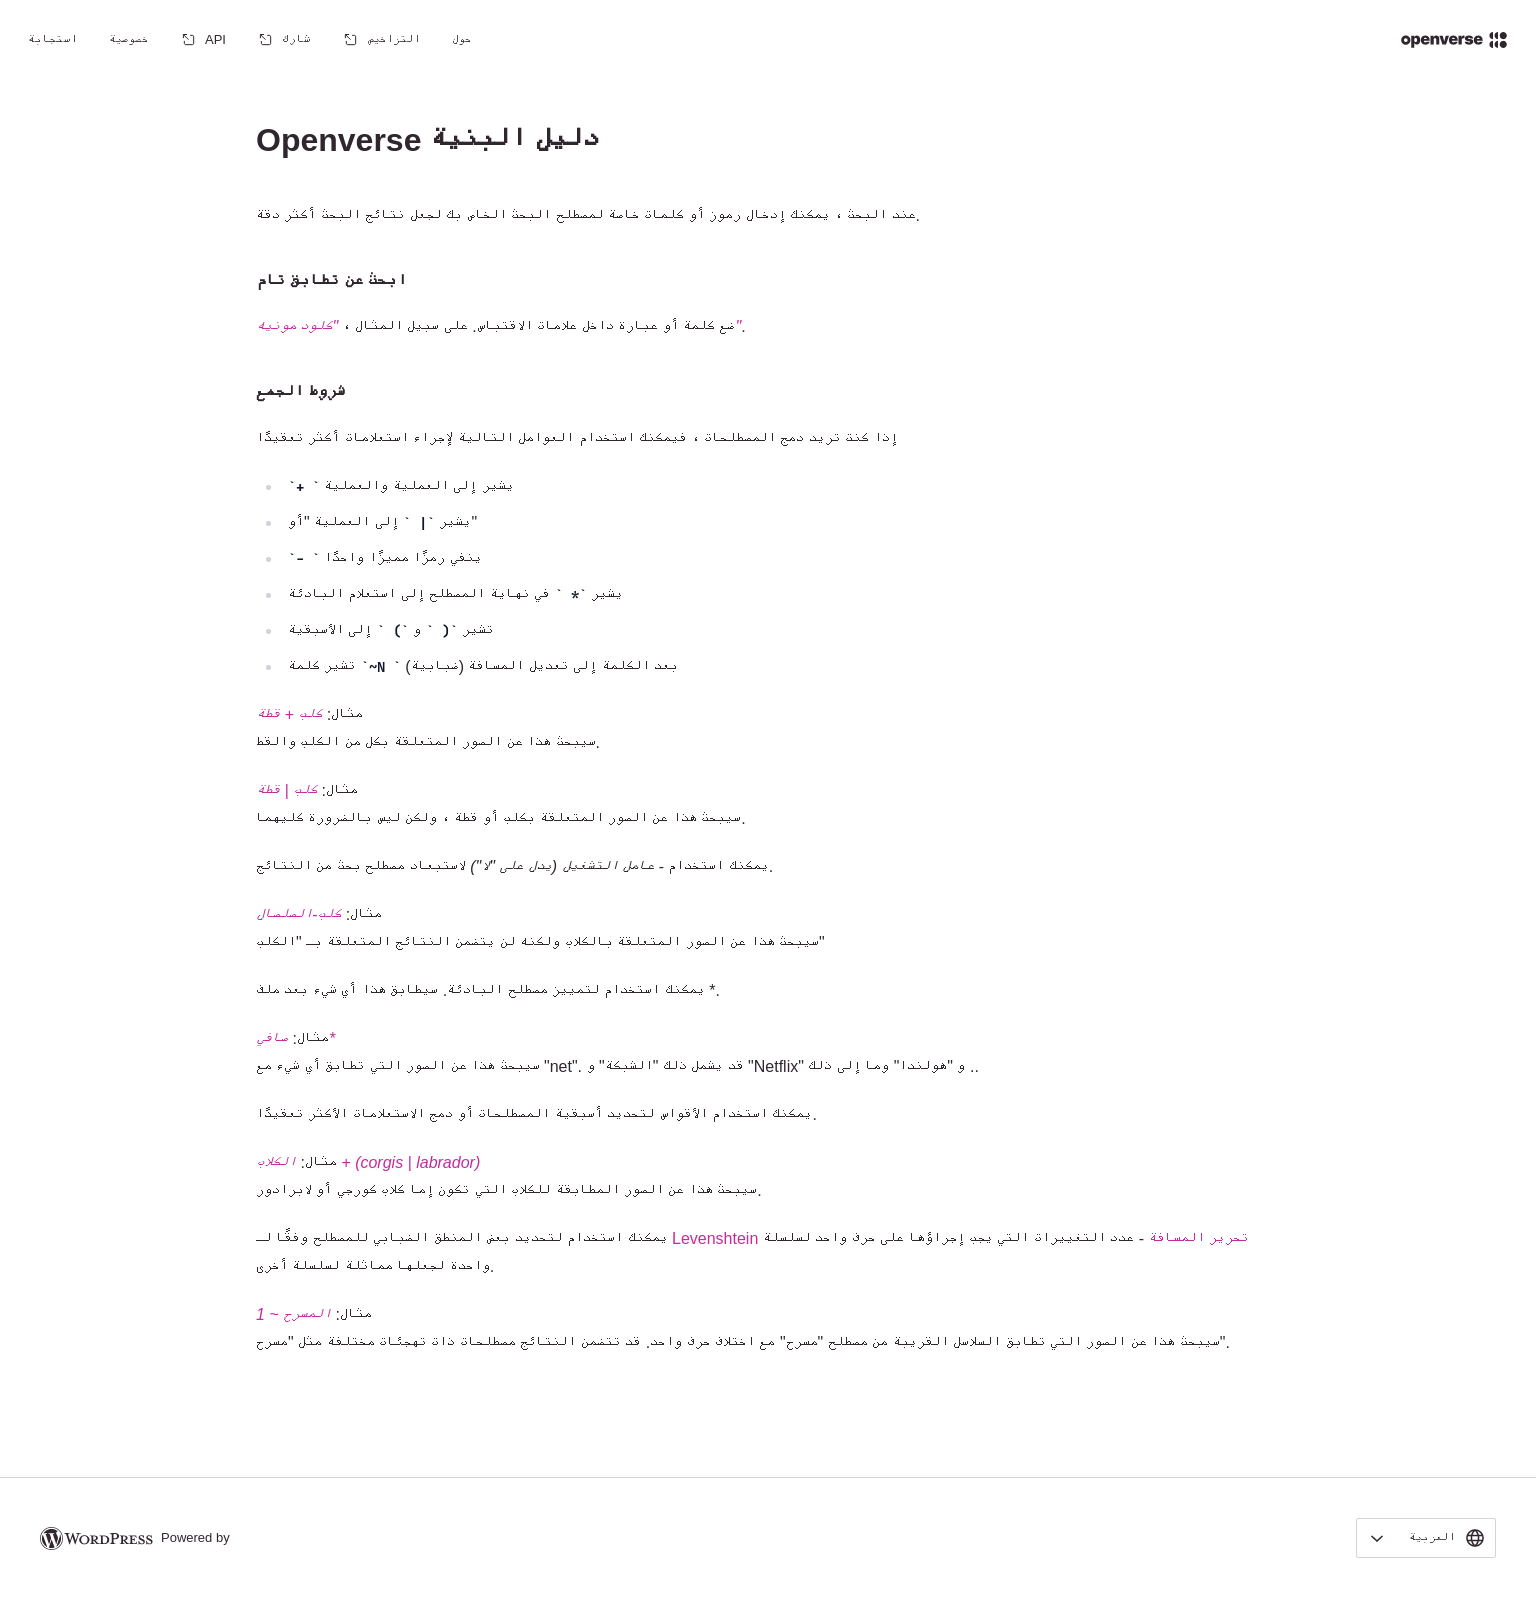 openverse
حول
التراخيص
شارك
API
خصوصية
استجابة
Openverse دليل البنية
عند البحث ، يمكنك إدخال رموز أو كلمات خاصة لمصطلح البحث الخاص بك لجعل نتائج البحث أكثر دقة.
ابحث عن تطابق تام
ضع كلمة أو عبارة داخل علامات الاقتباس. على سبيل المثال ، "كلود مونيه".
شروط الجمع
إذا كنت تريد دمج المصطلحات ، فيمكنك استخدام العوامل التالية لإجراء استعلامات أكثر تعقيدًا
يشير إلى العملية والعملية ` +`
يشير `| ` إلى العملية "أو"
ينفي رمزًا مميزًا واحدًا ` -`
يشير `* ` في نهاية المصطلح إلى استعلام البادئة
تشير `( ` و `) ` إلى الأسبقية
بعد الكلمة إلى تعديل المسافة (ضبابية) ` ~N` تشير كلمة
مثال: كلب + قطة
سيبحث هذا عن الصور المتعلقة بكل من الكلب والقط.
مثال: كلب | قطة
سيبحث هذا عن الصور المتعلقة بكلب أو قطة ، ولكن ليس بالضرورة كليهما.
يمكنك استخدام - عامل التشغيل (يدل على "لا") لاستبعاد مصطلح بحث من النتائج.
مثال: كلب-الصلصال
سيبحث هذا عن الصور المتعلقة بالكلاب ولكنه لن يتضمن النتائج المتعلقة بـ "الكلب"
* يمكنك استخدام لتمييز مصطلح البادئة. سيطابق هذا أي شيء بعد ملف.
مثال: صافي*
سيبحث هذا عن الصور التي تطابق أي شيء مع "net". قد يشمل ذلك "الشبكة" و "Netflix" و "هولندا" وما إلى ذلك ..
يمكنك استخدام الأقواس لتحديد أسبقية المصطلحات أو دمج الاستعلامات الأكثر تعقيدًا.
مثال: الكلاب + (corgis | labrador)
سيبحث هذا عن الصور المطابقة للكلاب التي تكون إما كلاب كورجي أو لابرادور.
يمكنك استخدام لتحديد بعض المنطق الضبابي للمصطلح وفقًا لـ Levenshtein تحرير المسافة - عدد التغييرات التي يجب إجراؤها على حرف واحد لسلسلة
واحدة لجعلها مماثلة لسلسلة أخرى.
مثال: المسرح ~ 1
سيبحث هذا عن الصور التي تطابق السلاسل القريبة من مصطلح "مسرح" مع اختلاف حرف واحد. قد تتضمن النتائج مصطلحات ذات تهجئات مختلفة مثل "مسرح".
العربية
Powered by WORDPRESS